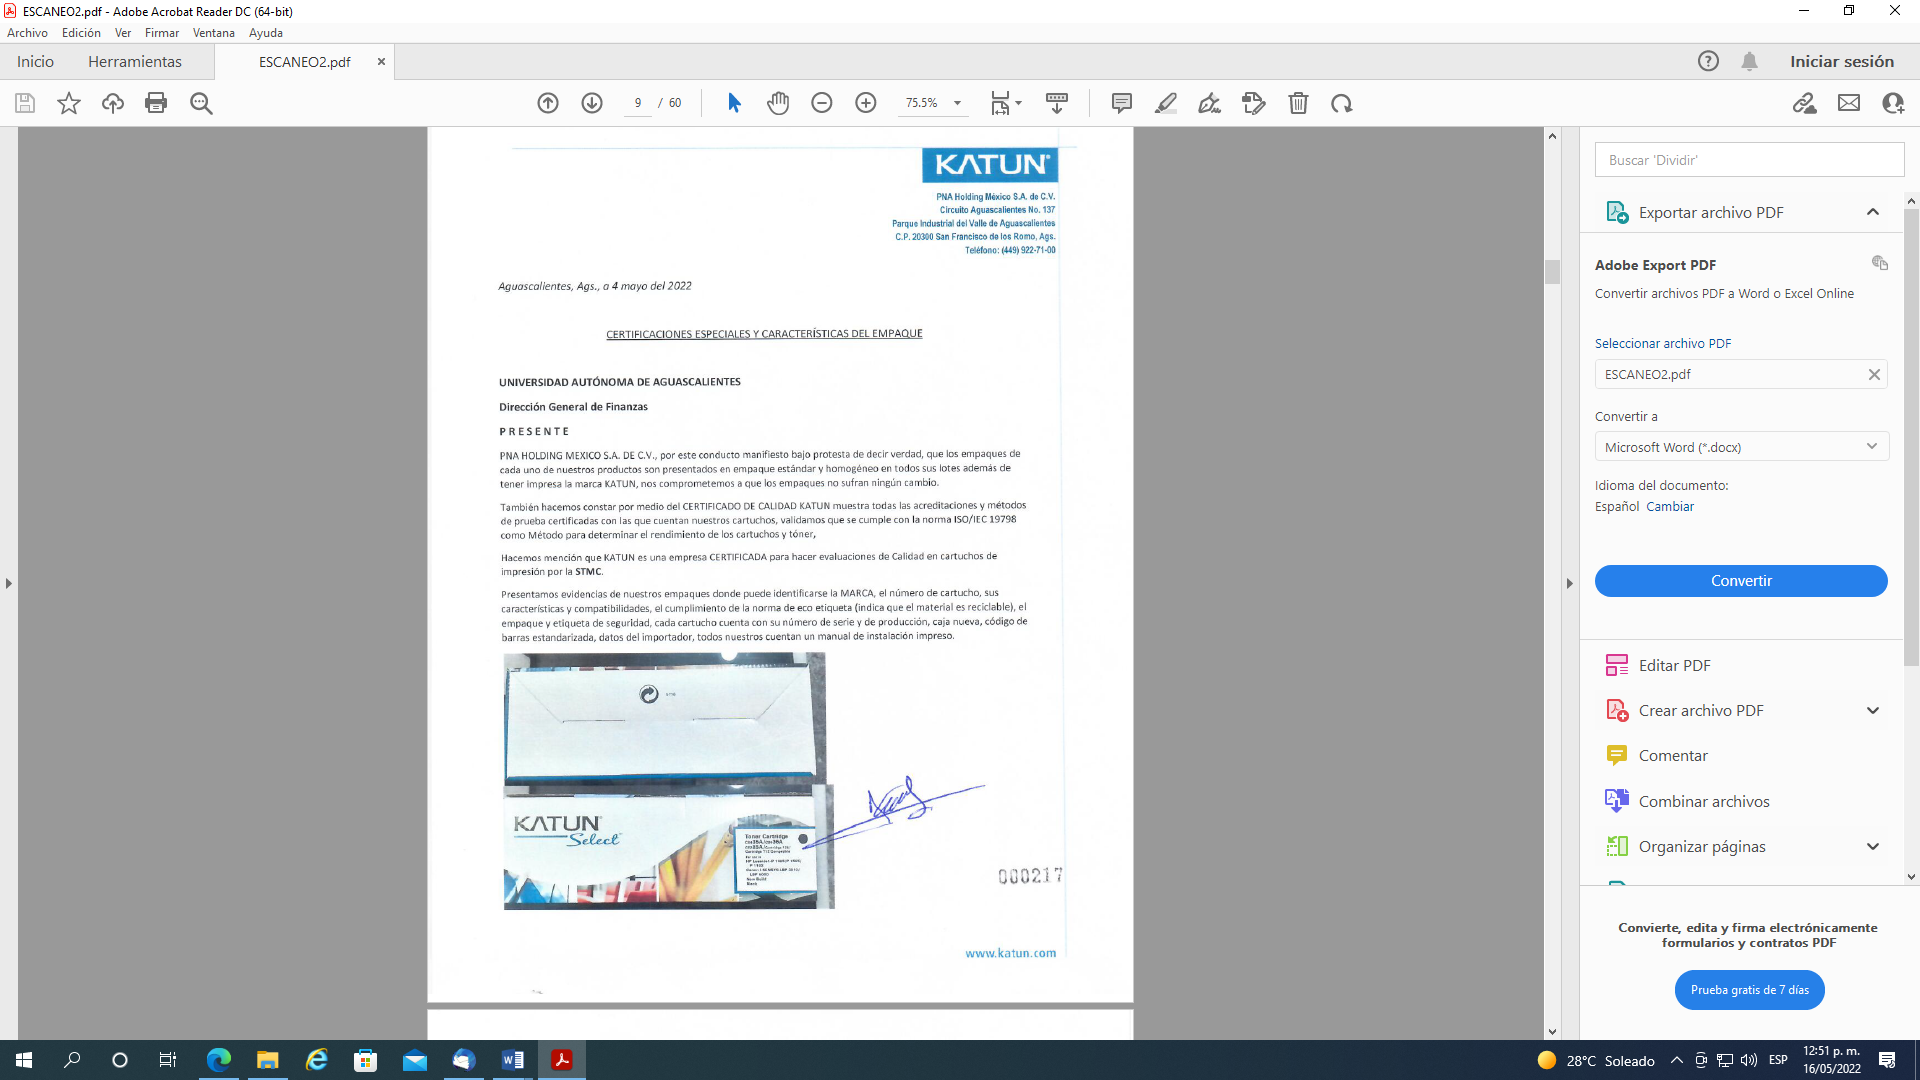 ESCANEO2.pdf - Adobe Acrobat Reader DC (64-bit)
Archivo Edición Ver Firmar Ventana Ayuda
Inicio Herramientas ESCANEO2.pdf Iniciar sesión
9 / 60 75.5%
KATUN
PNA Holding México S.A. de C.V.
Circuito Aguascalientes No. 137
Parque Industrial del Valle de Aguascalientes
C.P. 20300 San Francisco de los Romo, Ags.
Teléfono: (449) 922-71-00
Aguascalientes, Ags., a 4 mayo del 2022
CERTIFICACIONES ESPECIALES Y CARACTERÍSTICAS DEL EMPAQUE
UNIVERSIDAD AUTÓNOMA DE AGUASCALIENTES
Dirección General de Finanzas
P R E S E N T E
PNA HOLDING MEXICO S.A. DE C.V., por este conducto manifiesto bajo protesta de decir verdad, que los empaques de
cada uno de nuestros productos son presentados en empaque estándar y homogéneo en todos sus lotes además de
tener impresa la marca KATUN, nos comprometemos a que los empaques no sufran ningún cambio.
También hacemos constar por medio del CERTIFICADO DE CALIDAD KATUN muestra todas las acreditaciones y métodos
de prueba certificadas con las que cuentan nuestros cartuchos, validamos que se cumple con la norma ISO/IEC 19798
como Método para determinar el rendimiento de los cartuchos y tóner,
Hacemos mención que KATUN es una empresa CERTIFICADA para hacer evaluaciones de Calidad en cartuchos de
impresión por la STMC.
Presentamos evidencias de nuestros empaques donde puede identificarse la MARCA, el número de cartucho, sus
características y compatibilidades, el cumplimiento de la norma de eco etiqueta (indica que el material es reciclable), el
empaque y etiqueta de seguridad, cada cartucho cuenta con su número de serie y de producción, caja nueva, código de
barras estandarizada, datos del importador, todos nuestros cuentan un manual de instalación impreso.
KATUN
Select
Toner Cartridge
000217
www.katun.com
Buscar 'Dividir'
Exportar archivo PDF
Adobe Export PDF
Convertir archivos PDF a Word o Excel Online
Seleccionar archivo PDF
ESCANEO2.pdf
Convertir a
Microsoft Word (*.docx)
Idioma del documento:
Español Cambiar
Convertir
Editar PDF
Crear archivo PDF
Comentar
Combinar archivos
Organizar páginas
Convierte, edita y firma electrónicamente
formularios y contratos PDF
Prueba gratis de 7 días
28°C Soleado ESP
12:51 p. m.
16/05/2022